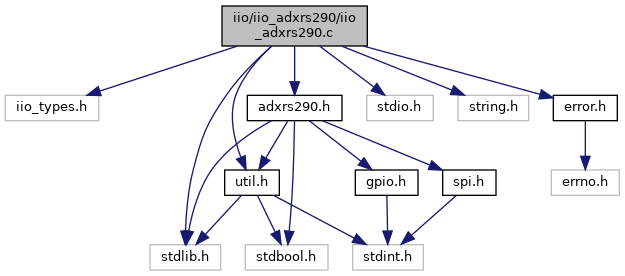 iio/iio_adxrs290/iio
_adxrs290.c
iio_types.h
adxrs290.h
stdio.h
string.h
error.h
util.h
gpio.h
spi.h
errno.h
stdlib.h
stdbool.h
stdint.h